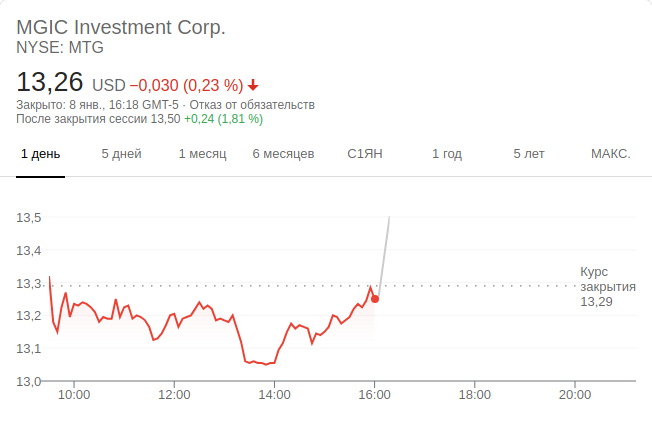 MGIC Investment Corp.
NYSE: MTG
13,26 USD −0,030 (0,23 %)
Закрыто: 8 янв., 16:18 GMT-5 · Отказ от обязательств
После закрытия сессии 13,50 +0,24 (1,81 %)
1 день 5 дней 1 месяц 6 месяцев С1ЯН 1 год 5 лет МАКС.
13,5
13,4
13,3
13,2
13,1
13,0
Курс
закрытия
13,29
10:00 12:00 14:00 16:00 18:00 20:00